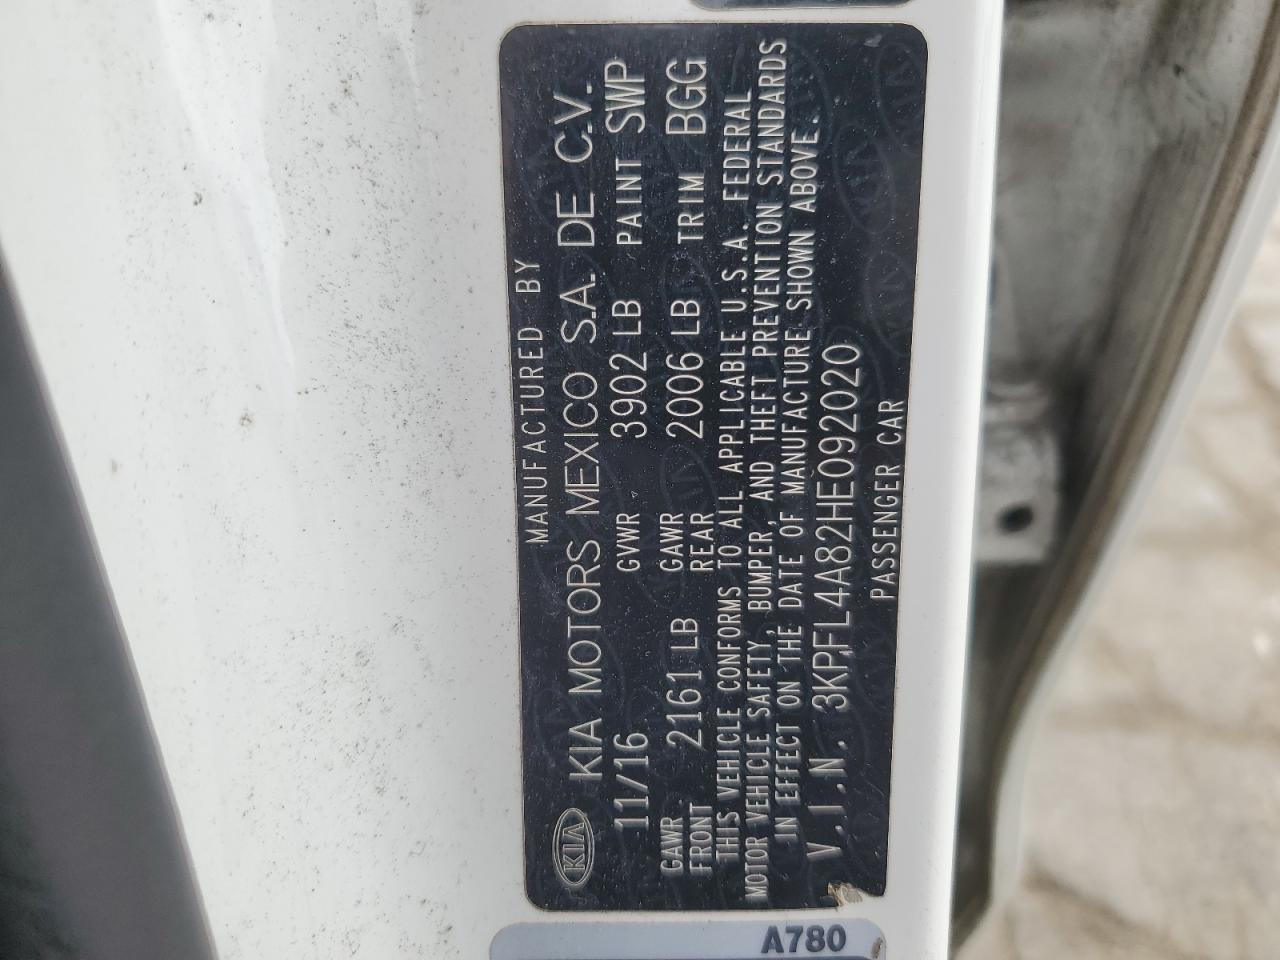 MANUFACTURED BY
KIA KIA MOTORS MEXICO S.A. DE C.V.
11/16 GVWR 3902 LB PAINT SWP
GAWR FRONT 2161 LB GAWR REAR 2006 LB TRIM BGG
THIS VEHICLE CONFORMS TO ALL APPLICABLE U.S.A. FEDERAL
MOTOR VEHICLE SAFETY, BUMPER, AND THEFT PREVENTION STANDARDS
IN EFFECT ON THE DATE OF MANUFACTURE SHOWN ABOVE.
V.I.N. 3KPFL4A82HE092020
PASSENGER CAR
A780